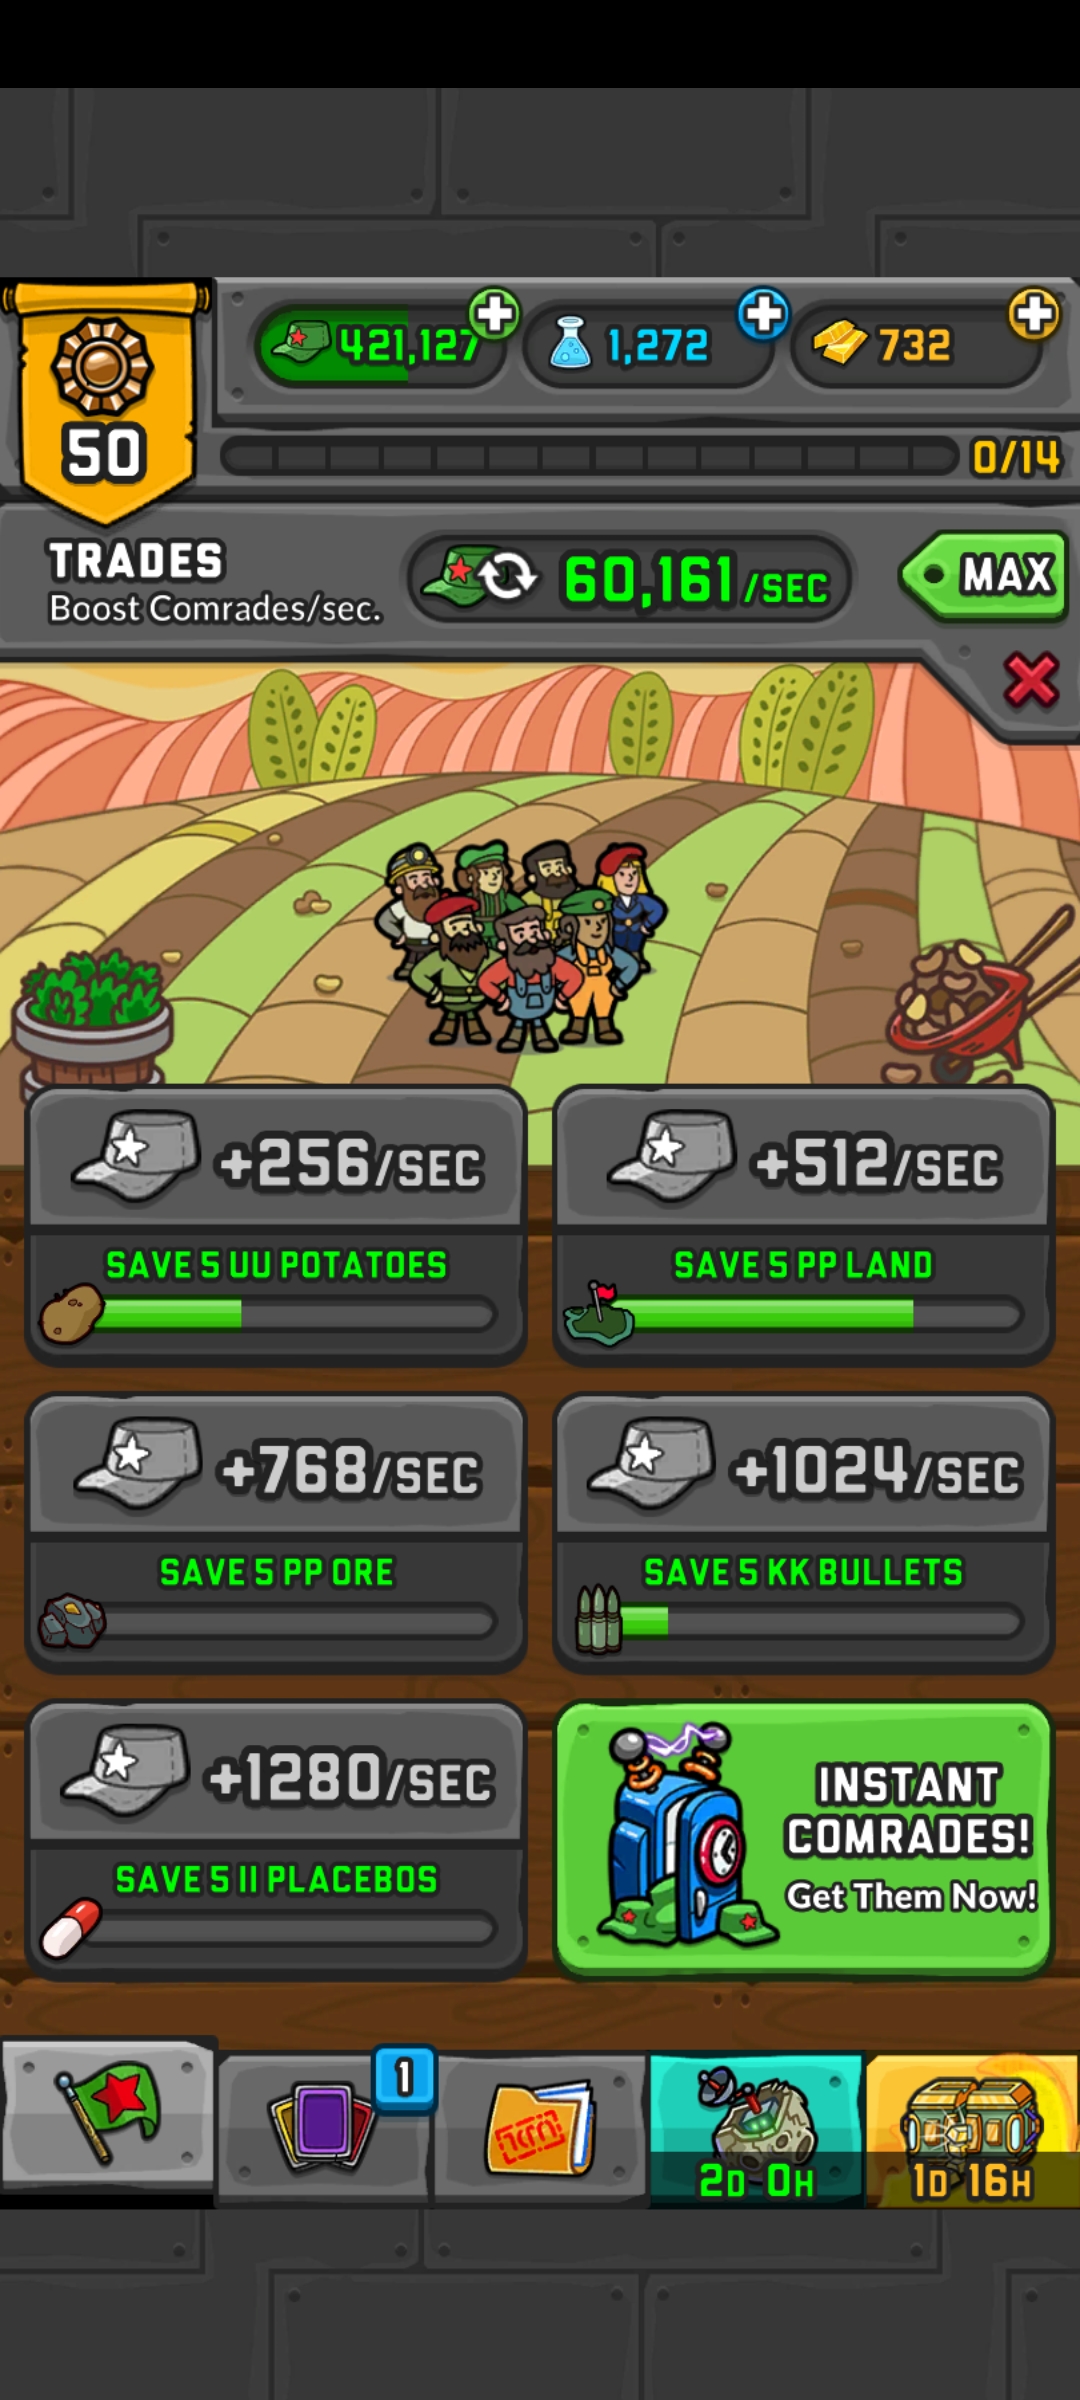 421,127
1,272
732
50
0/14
TRADES
Boost Comrades/sec.
60,161/SEC
MAX
+256/SEC
SAVE 5 UU POTATOES
+512/SEC
SAVE 5 PP LAND
+768/SEC
SAVE 5 PP ORE
+1024/SEC
SAVE 5 KK BULLETS
+1280/SEC
SAVE 5 II PLACEBOS
INSTANT
COMRADES!
Get Them Now!
1
2D 0H
1D 16H